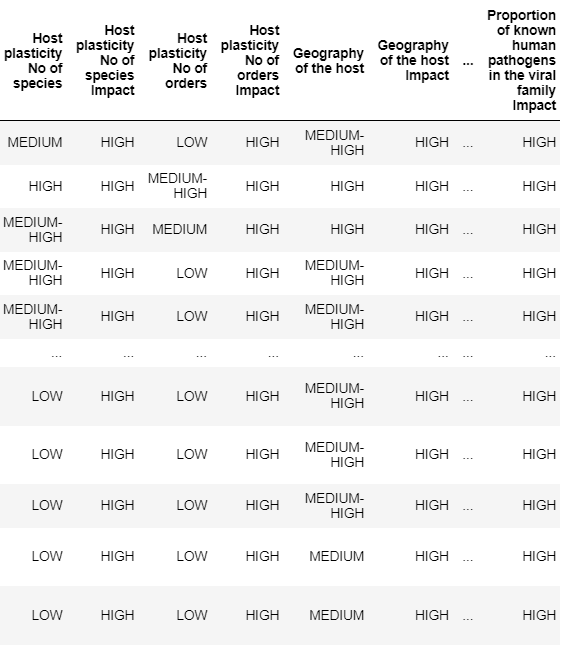 Host plasticity No of species | Host plasticity No of species Impact | Host plasticity No of orders | Host plasticity No of orders Impact | Geography of the host | Geography of the host Impact | ... | Proportion of known human pathogens in the viral family Impact
MEDIUM | HIGH | LOW | HIGH | MEDIUM-HIGH | HIGH | ... | HIGH
HIGH | HIGH | MEDIUM-HIGH | HIGH | HIGH | HIGH | ... | HIGH
MEDIUM-HIGH | HIGH | MEDIUM | HIGH | HIGH | HIGH | ... | HIGH
MEDIUM-HIGH | HIGH | LOW | HIGH | MEDIUM-HIGH | HIGH | ... | HIGH
MEDIUM-HIGH | HIGH | LOW | HIGH | MEDIUM-HIGH | HIGH | ... | HIGH
... | ... | ... | ... | ... | ... | ... | ...
LOW | HIGH | LOW | HIGH | MEDIUM-HIGH | HIGH | ... | HIGH
LOW | HIGH | LOW | HIGH | MEDIUM-HIGH | HIGH | ... | HIGH
LOW | HIGH | LOW | HIGH | MEDIUM-HIGH | HIGH | ... | HIGH
LOW | HIGH | LOW | HIGH | MEDIUM | HIGH | ... | HIGH
LOW | HIGH | LOW | HIGH | MEDIUM | HIGH | ... | HIGH